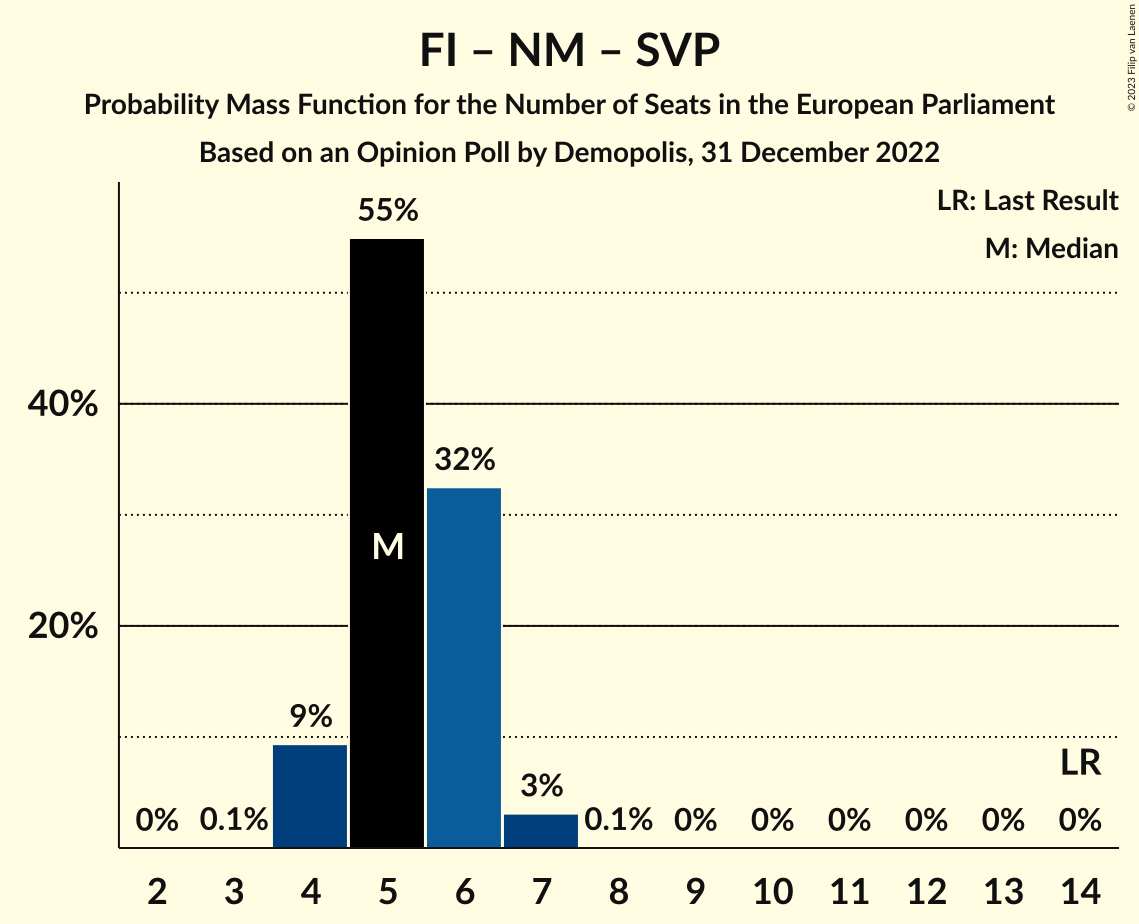 FI – NM – SVP
Probability Mass Function for the Number of Seats in the European Parliament
Based on an Opinion Poll by Demopolis, 31 December 2022
© 2023 Filip van Laenen
LR: Last Result
M: Median
55%
40%
32%
M
20%
9%
LR
3%
0% 0.1% 0.1% 0% 0% 0% 0% 0% 0%
2 3 4 5 6 7 8 9 10 11 12 13 14